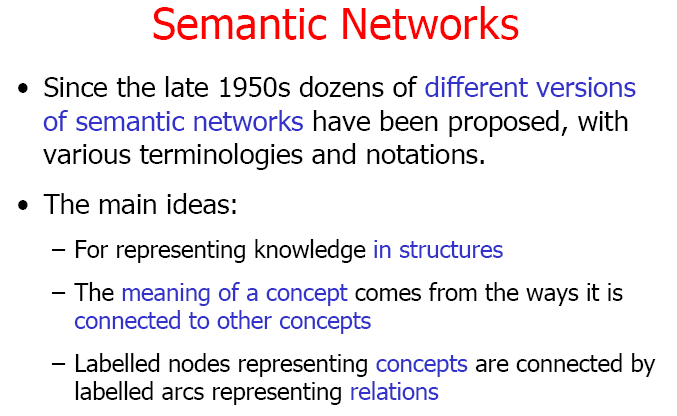 Semantic Networks
• Since the late 1950s dozens of different versions
of semantic networks have been proposed, with
various terminologies and notations.
• The main ideas:
– For representing knowledge in structures
– The meaning of a concept comes from the ways it is
connected to other concepts
– Labelled nodes representing concepts are connected by
labelled arcs representing relations